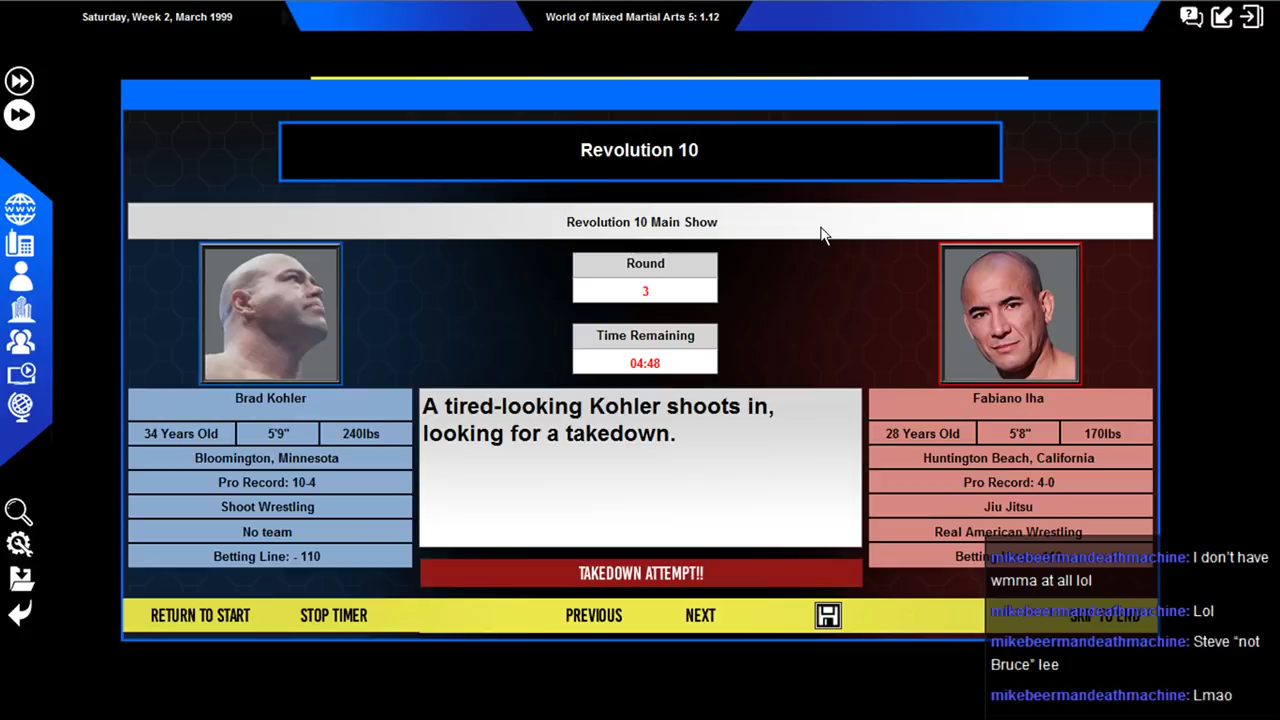 Saturday, Week 2, March 1999
World of Mixed Martial Arts 5: 1.12
Revolution 10
Revolution 10 Main Show
Round
3
Time Remaining
04:48
Brad Kohler
34 Years Old
5'9"
240lbs
Bloomington, Minnesota
Pro Record: 10-4
Shoot Wrestling
No team
Betting Line: - 110
A tired-looking Kohler shoots in,
looking for a takedown.
TAKEDOWN ATTEMPT!!
Fabiano Iha
28 Years Old
5'8"
170lbs
Huntington Beach, California
Pro Record: 4-0
Jiu Jitsu
Real American Wrestling
RETURN TO START
STOP TIMER
PREVIOUS
NEXT
SKIP TO END
mikebeermandeathmachine: I don't have
wmma at all lol
mikebeermandeathmachine: Lol
mikebeermandeathmachine: Steve “not
Bruce” lee
mikebeermandeathmachine: Lmao